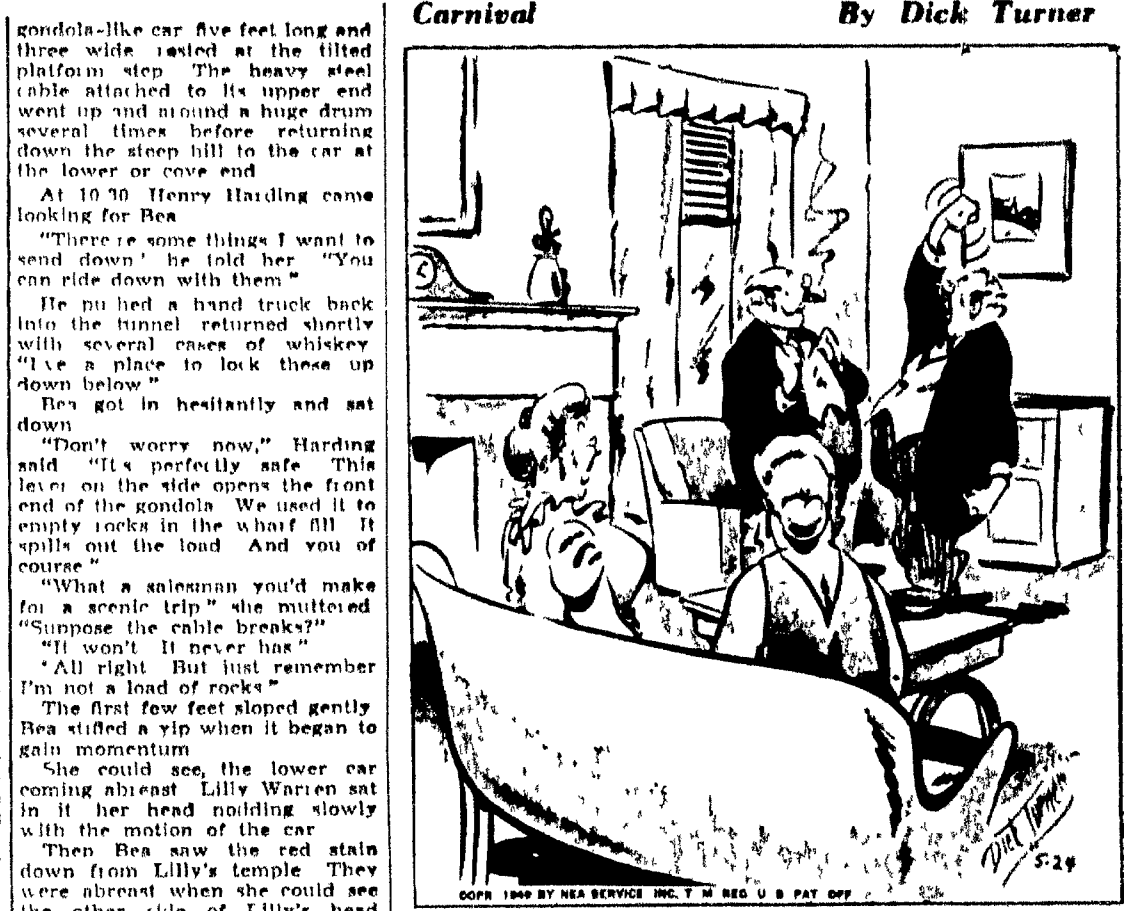 gondola-like car five feet long and
three wide rested at the tilted
platform step The heavy steel
cable attached to its upper end
went up and around a huge drum
several times before returning
down the steep hill to the car at
the lower or cove end
At 10 30 Henry Harding came
looking for Bea
"There re some things I want to
send down' he told her "You
can ride down with them"
He pu hed a hand truck back
into the tunnel returned shortly
with several cases of whiskey
"I ve a place to lock these up
down below"
Bea got in hesitantly and sat
down
"Don't worry now," Harding
said "It s perfectly safe This
lever on the side opens the front
end of the gondola We used it to
empty rocks in the wharf fill It
spills out the load And you of
course"
"What a salesman you'd make
for a scenic trip" she muttered
"Suppose the cable breaks?"
"It won't It never has"
'All right But just remember
I'm not a load of rocks"
The first few feet sloped gently
Bea stifled a yip when it began to
gain momentum
She could see, the lower car
coming abreast Lilly Warren sat
in it her head nodding slowly
with the motion of the car
Then Bea saw the red stain
down from Lilly's temple They
were abreast when she could see
the other side of Lilly's head
Carnival By Dick Turner
Dick Turner
5-24
COPR 1949 BY NEA SERVICE INC. T M REG U S PAT OFF